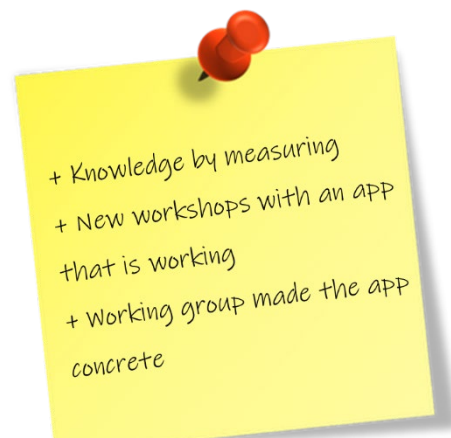 + Knowledge by measuring
+ New workshops with an app
that is working
+ Working group made the app
concrete